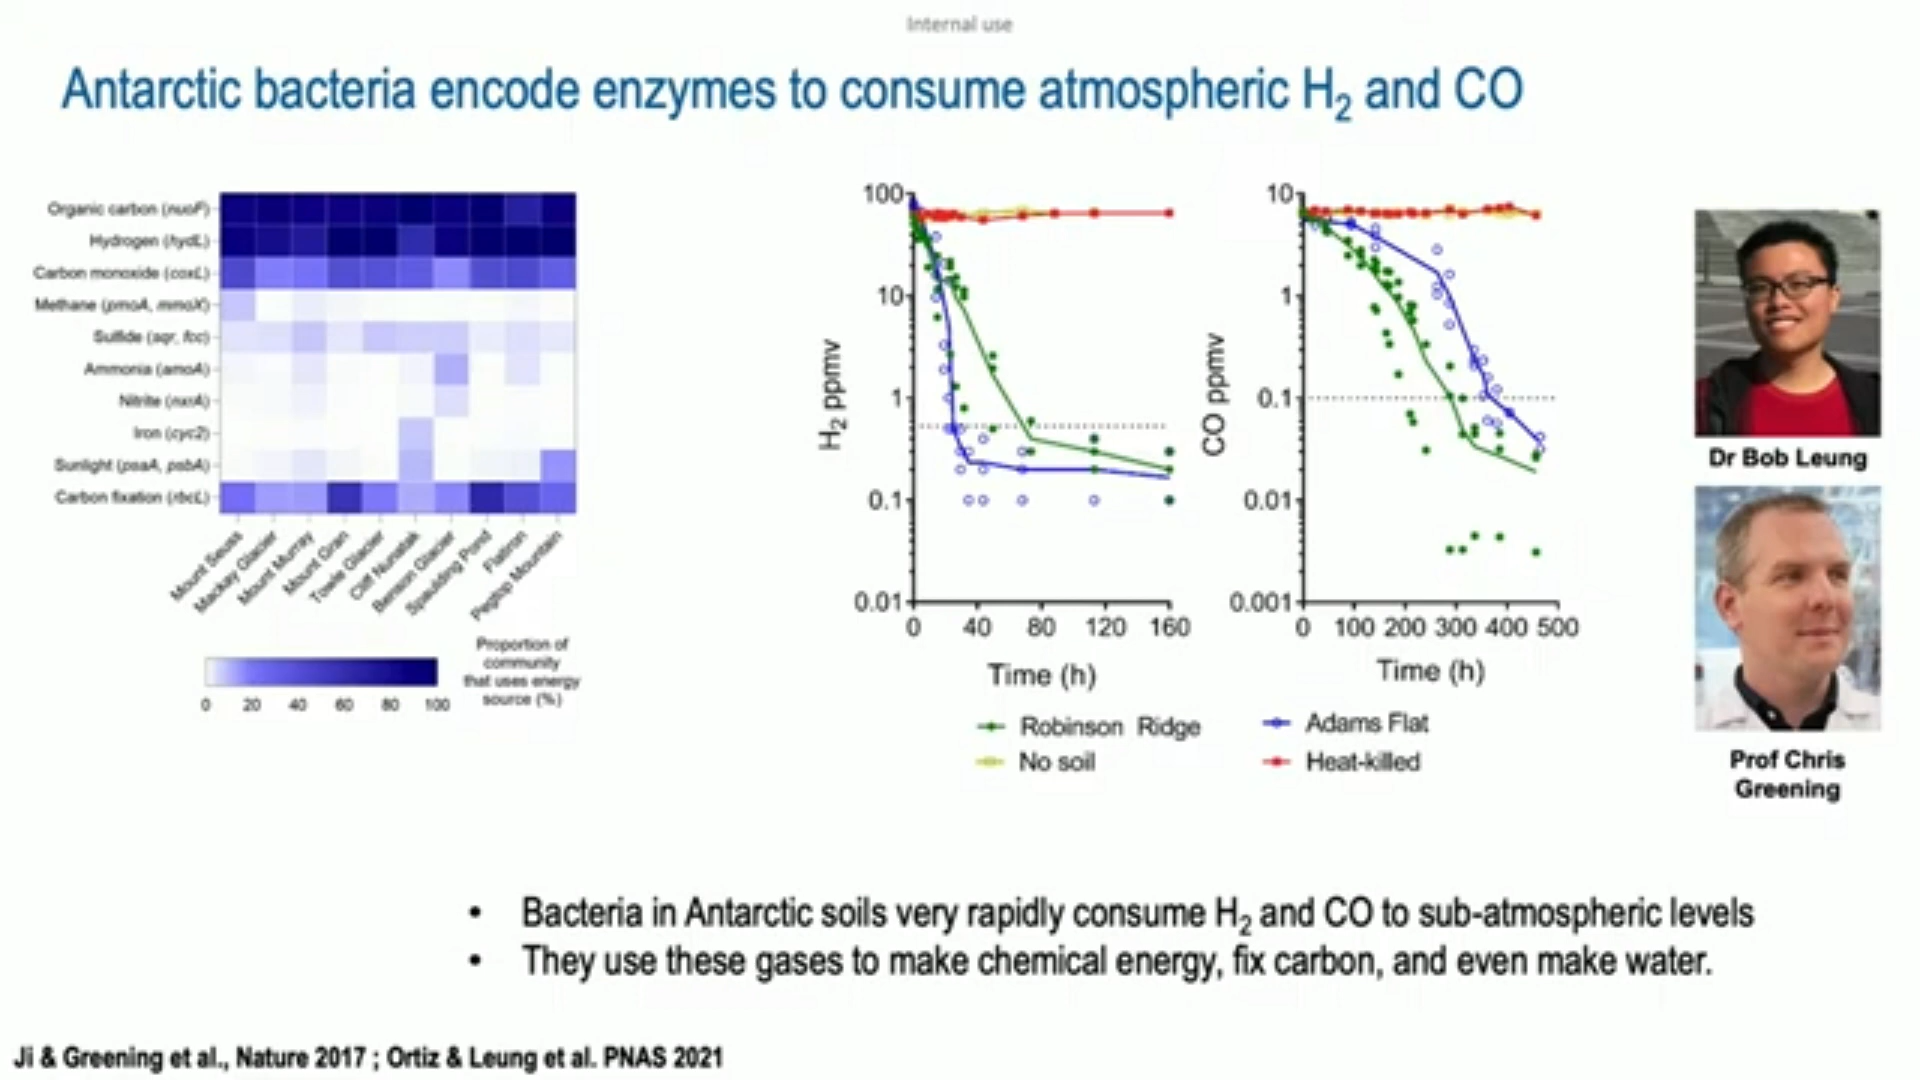 Internal use
Antarctic bacteria encode enzymes to consume atmospheric H₂ and CO
Organic carbon (nuoF)
Hydrogen (hydL)
Carbon monoxide (coxL)
Methane (pmoA, mmoX)
Sulfide (sqr, fcc)
Ammonia (amoA)
Nitrite (nxrA)
Iron (cyc2)
Sunlight (psaA, psbA)
Carbon fixation (rbcL)
Mount Seuss
Mackay Glacier
Mount Murray
Mount Gran
Towle Glacier
Cliff Nunatak
Benson Glacier
Spaulding Pond
Flatiron
Pegtop Mountain
0 20 40 60 80 100
Proportion of
community
that uses energy
source (%)
H₂ ppmv
100
10
1
0.1
0.01
0 40 80 120 160
Time (h)
CO ppmv
10
1
0.1
0.01
0.001
0 100 200 300 400 500
Time (h)
Robinson Ridge
Adams Flat
No soil
Heat-killed
Dr Bob Leung
Prof Chris
Greening
• Bacteria in Antarctic soils very rapidly consume H₂ and CO to sub-atmospheric levels
• They use these gases to make chemical energy, fix carbon, and even make water.
Ji & Greening et al., Nature 2017 ; Ortiz & Leung et al. PNAS 2021